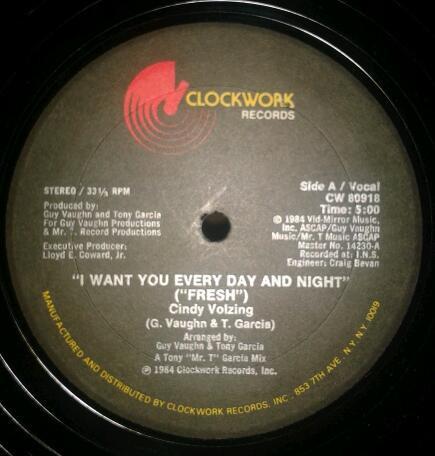 CLOCKWORK
RECORDS
STEREO / 33 1/3 RPM
Produced by:
Guy Vaughn and Tony Garcia
For Guy Vaughn Productions
& Mr. T. Record Productions
Executive Producer:
Lloyd E. Coward, Jr.
Side A / Vocal
CW 80918
Time: 5:00
℗ 1984 Vid-Mirror Music,
Inc. ASCAP/Guy Vaughn
Music/Mr. T Music ASCAP
Master No. 14230-A
Recorded at: I.N.S.
Engineer: Craig Bevan
"I WANT YOU EVERY DAY AND NIGHT"
("FRESH")
Cindy Volzing
(G. Vaughn & T. Garcia)
Arranged by:
Guy Vaughn & Tony Garcia
A Tony "Mr. T" Garcia Mix
℗ 1984 Clockwork Records, Inc.
MANUFACTURED AND DISTRIBUTED BY CLOCKWORK RECORDS, INC. · 853 7TH AVE. N.Y. N.Y. 10019